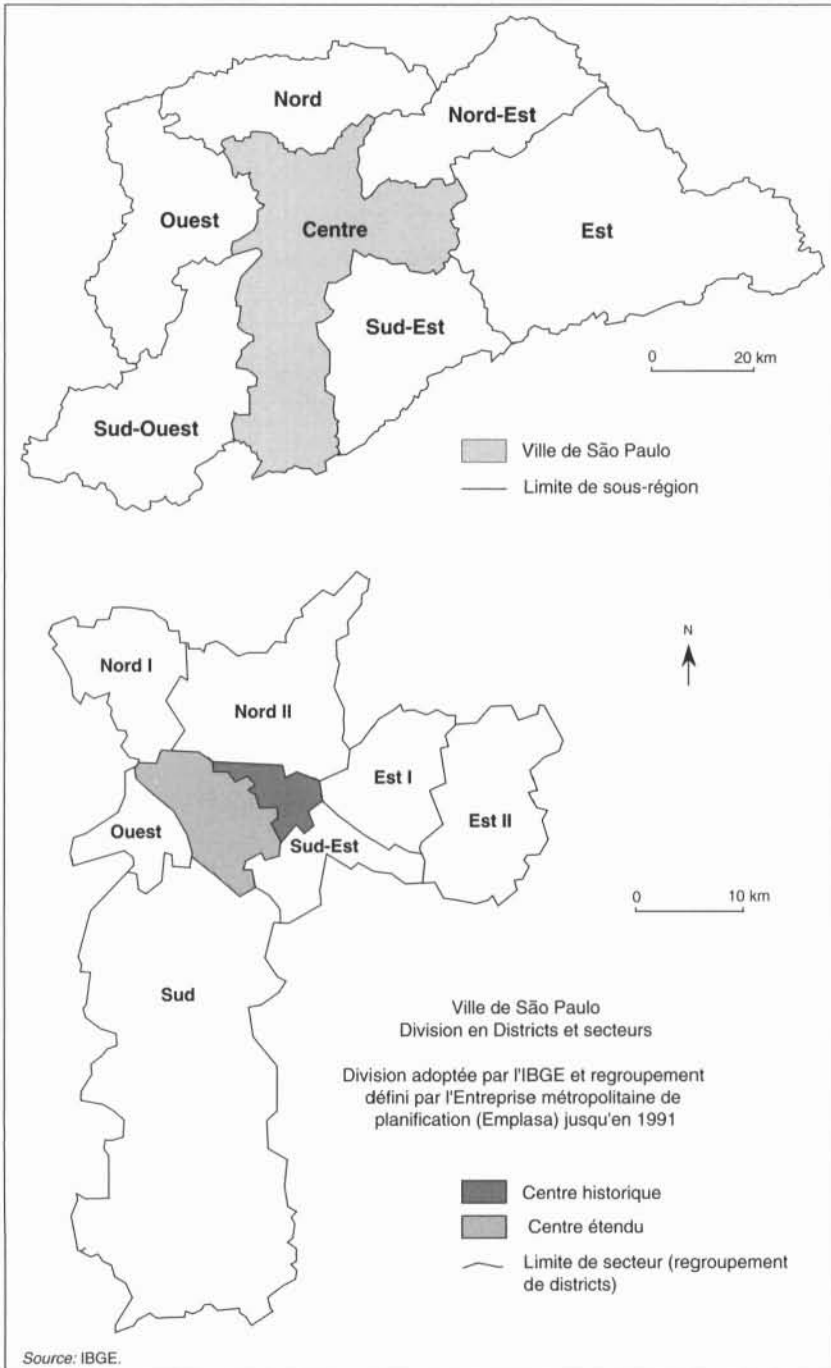 Nord
Nord-Est
Ouest
Centre
Est
Sud-Est
Sud-Ouest
0 20 km
Ville de São Paulo
Limite de sous-région
N
Nord I
Nord II
Est I
Est II
Ouest
Sud-Est
0 10 km
Sud
Ville de São Paulo
Division en Districts et secteurs
Division adoptée par l'IBGE et regroupement
défini par l'Entreprise métropolitaine de
planification (Emplasa) jusqu'en 1991
Centre historique
Centre étendu
Limite de secteur (regroupement
de districts)
Source: IBGE.